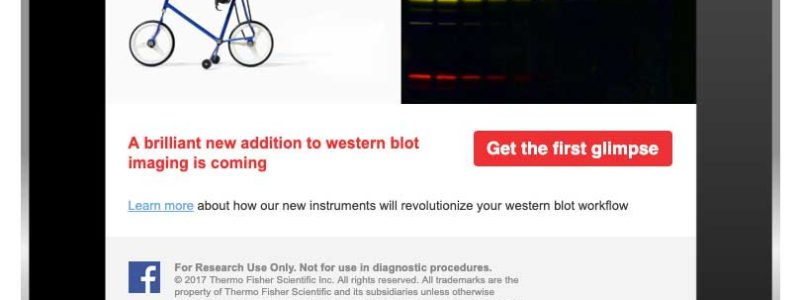 A brilliant new addition to western blot
imaging is coming
Get the first glimpse
Learn more about how our new instruments will revolutionize your western blot workflow
For Research Use Only. Not for use in diagnostic procedures.
© 2017 Thermo Fisher Scientific Inc. All rights reserved. All trademarks are the
property of Thermo Fisher Scientific and its subsidiaries unless otherwise